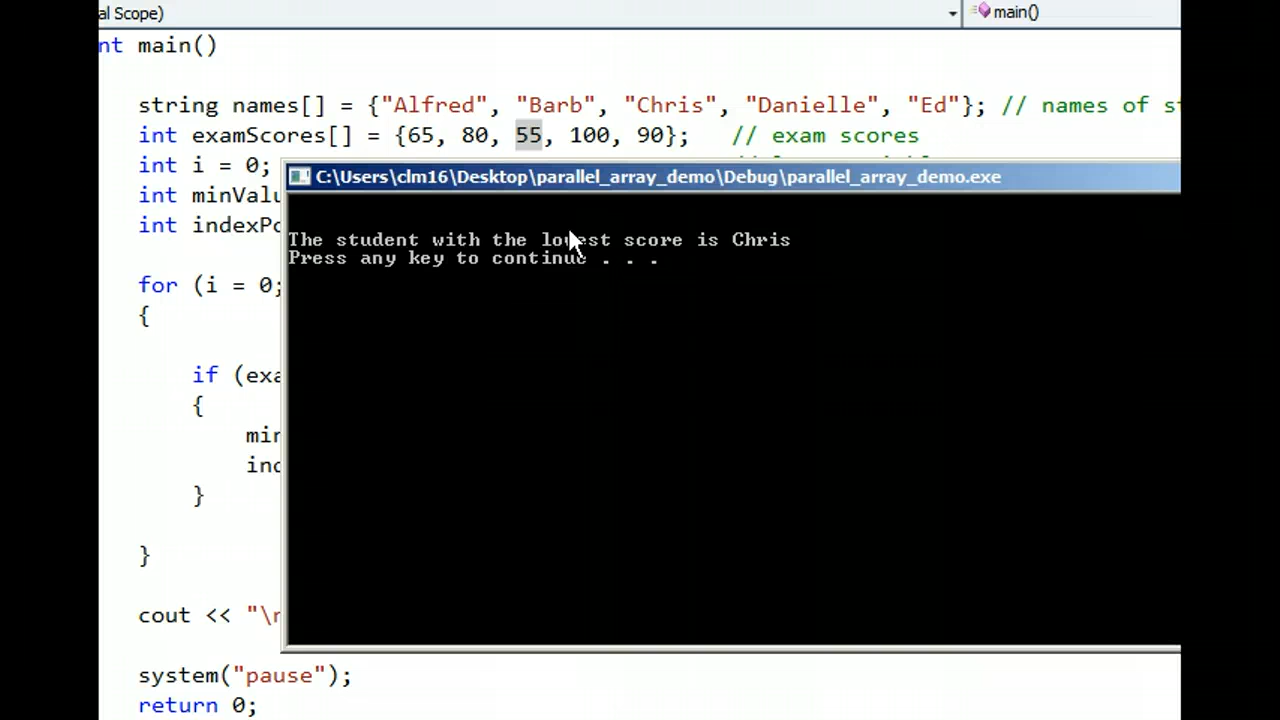 al Scope) main()
nt main()
string names[] = {"Alfred", "Barb", "Chris", "Danielle", "Ed"}; // names of st
int examScores[] = {65, 80, 55, 100, 90}; // exam scores
int i = 0;
int minValu
int indexPo
C:\Users\clm16\Desktop\parallel_array_demo\Debug\parallel_array_demo.exe
The student with the lowest score is Chris
Press any key to continue . . .
for (i = 0;
{
if (exa
{
min
ind
}
}
cout << "\n
system("pause");
return 0;